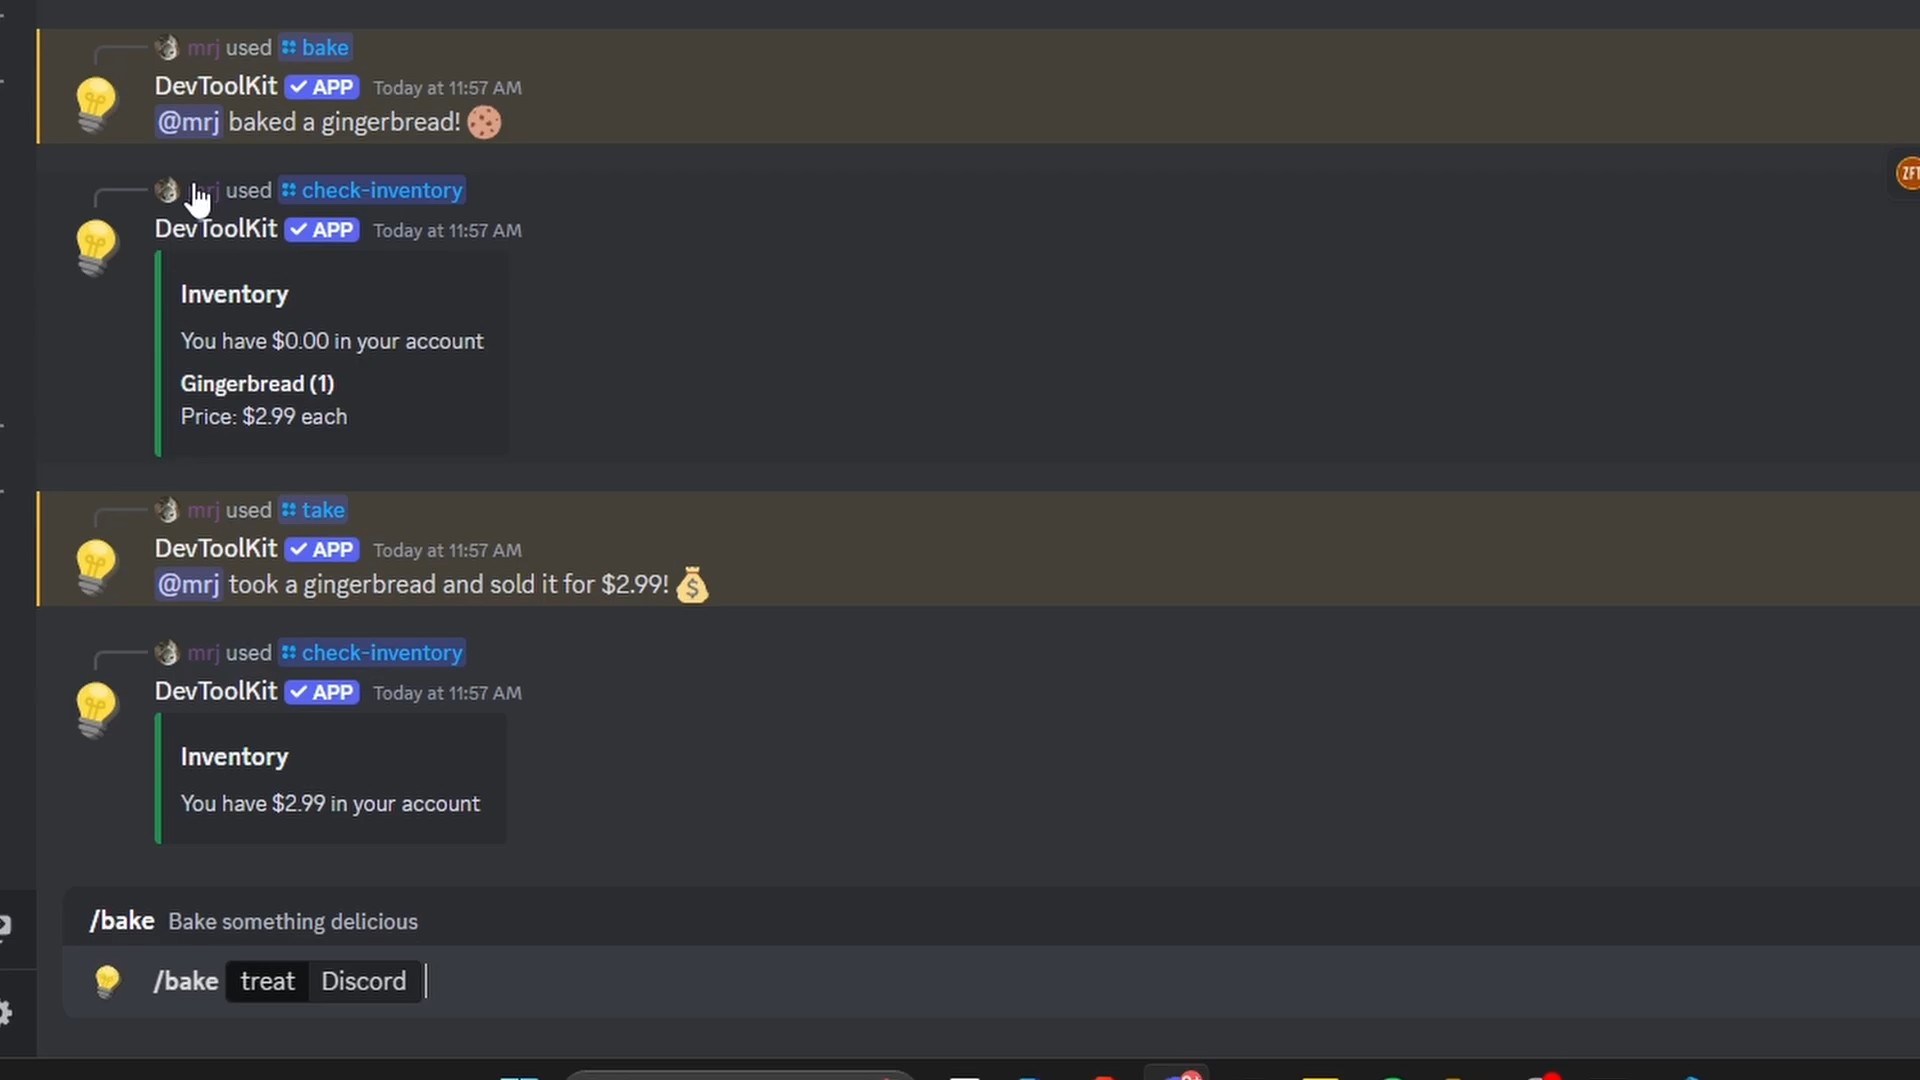 mrj used bake
DevToolKit ✓ APP Today at 11:57 AM
@mrj baked a gingerbread! 🍪
mrj used check-inventory
ZFT
DevToolKit ✓ APP Today at 11:57 AM
Inventory
You have $0.00 in your account
Gingerbread (1)
Price: $2.99 each
mrj used take
DevToolKit ✓ APP Today at 11:57 AM
@mrj took a gingerbread and sold it for $2.99! 💰
mrj used check-inventory
DevToolKit ✓ APP Today at 11:57 AM
Inventory
You have $2.99 in your account
/bake Bake something delicious
/bake treat Discord